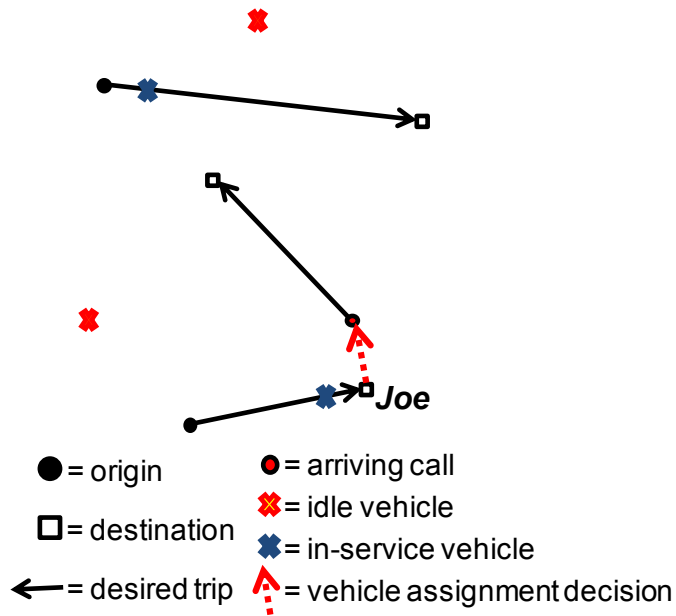 Joe
= origin
= arriving call
= idle vehicle
= destination
= in-service vehicle
= desired trip
= vehicle assignment decision